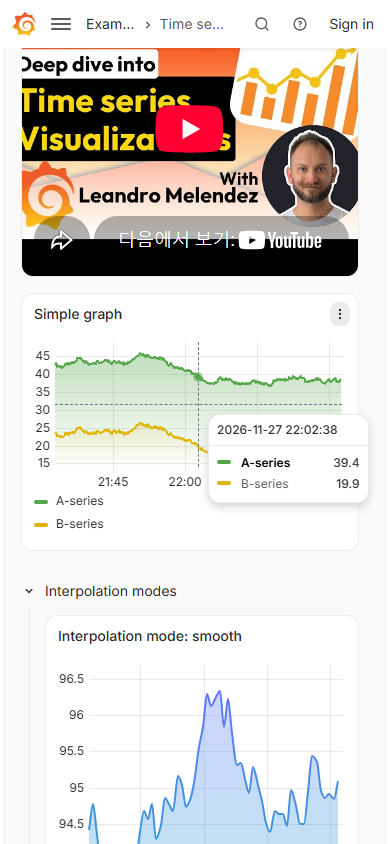 Exam... › Time se... Sign in
Deep dive into
Time series
Visualiza s
With
Leandro Melendez
다음에서 보기: YouTube
Simple graph
45
40
35
30
25
20
15
21:45 22:00
2026-11-27 22:02:38
A-series 39.4
B-series 19.9
A-series
B-series
Interpolation modes
Interpolation mode: smooth
96.5
96
95.5
95
94.5